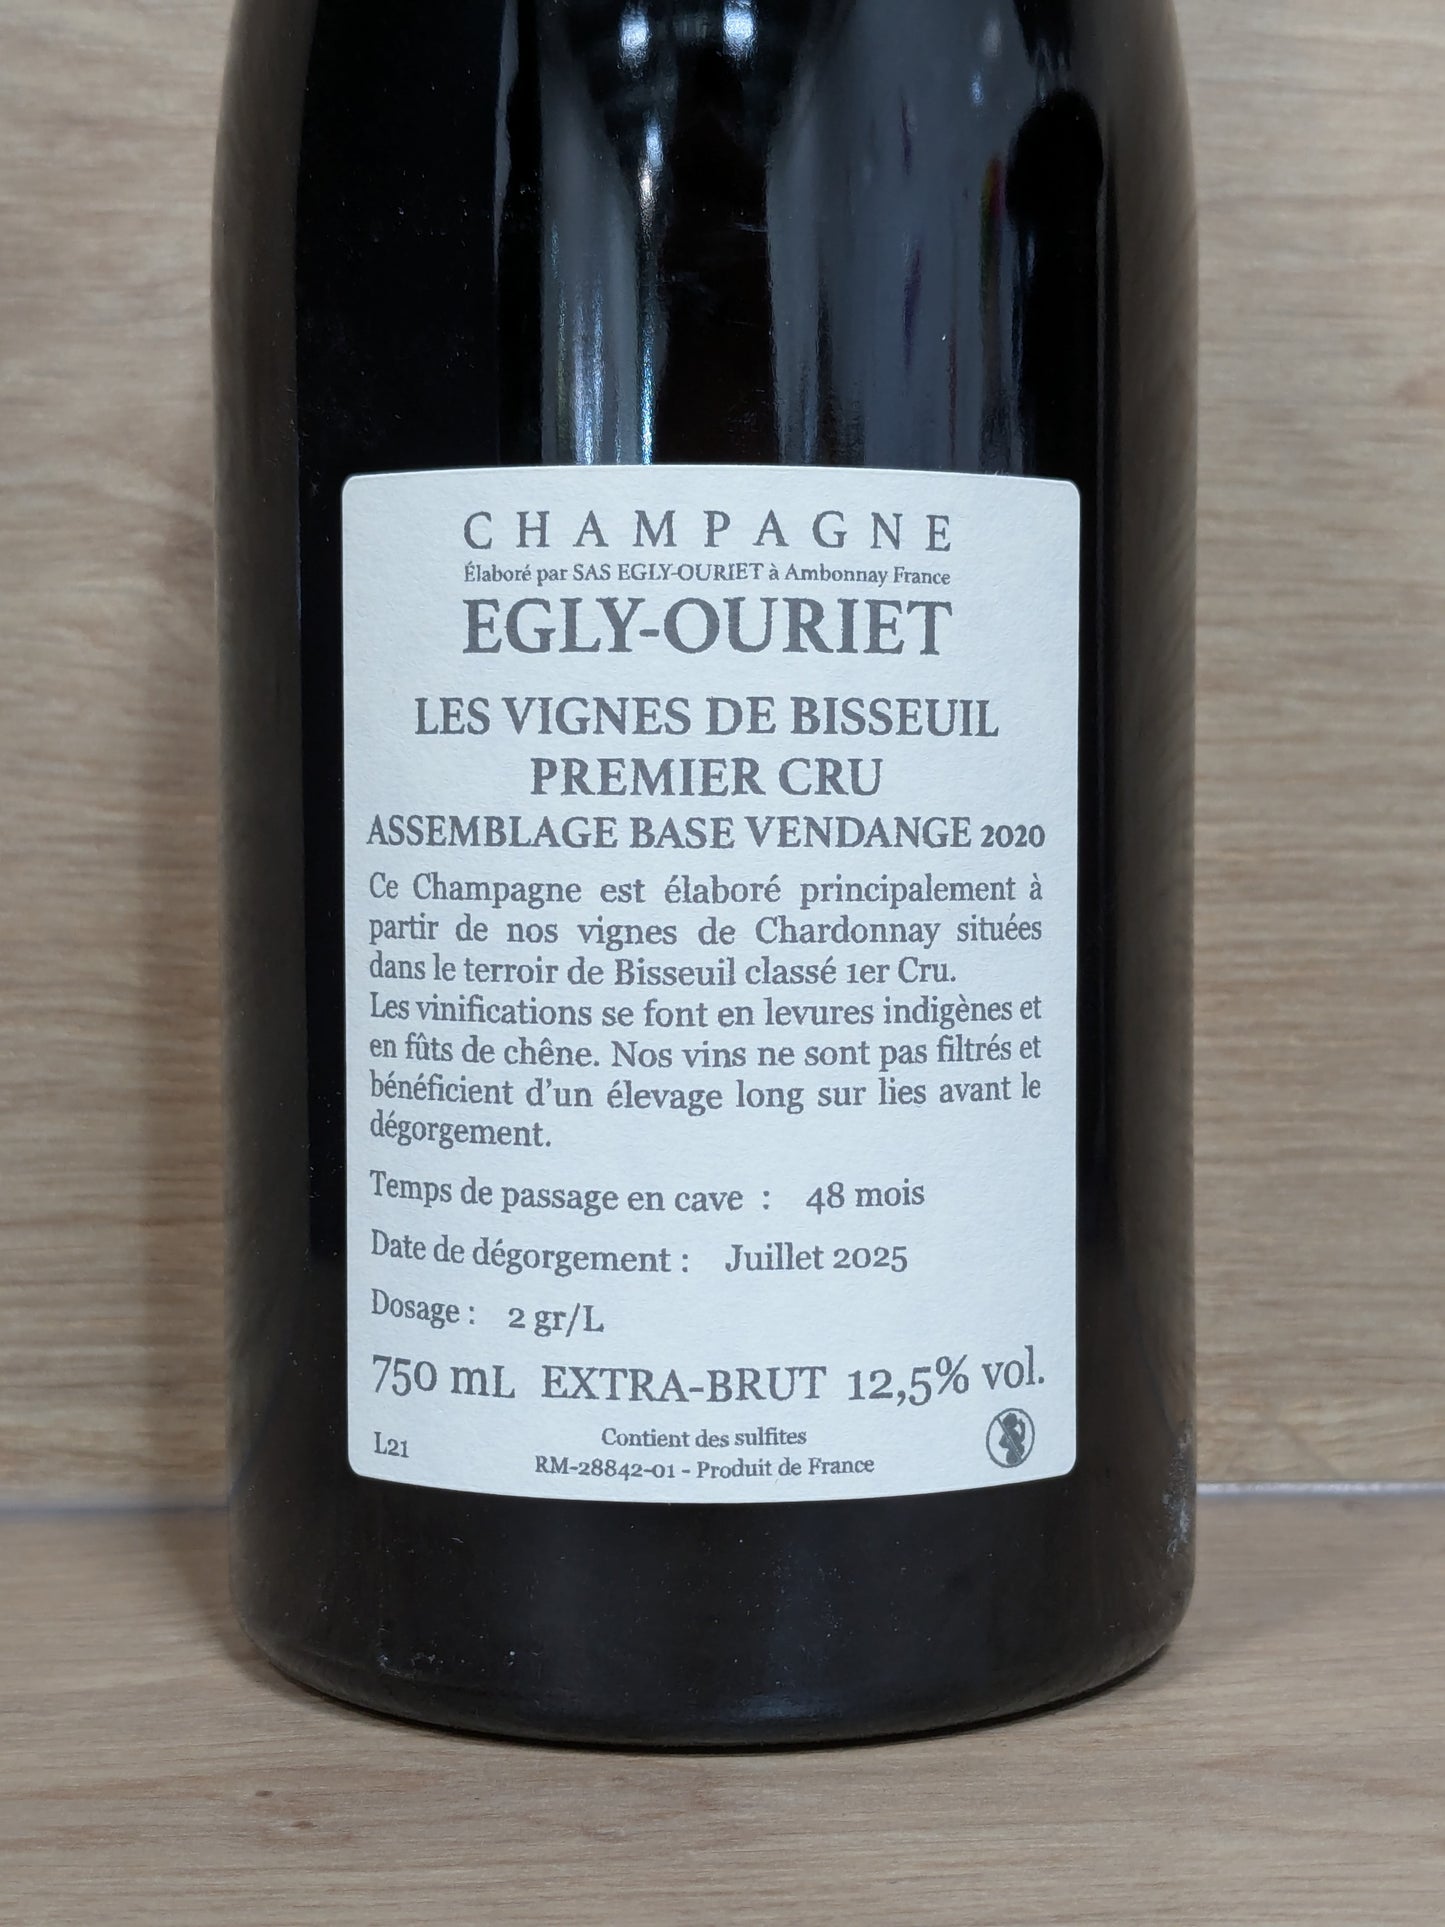 CHAMPAGNE
Élaboré par SAS EGLY-OURIET à Ambonnay France
EGLY-OURIET
LES VIGNES DE BISSEUIL
PREMIER CRU
ASSEMBLAGE BASE VENDANGE 2020
Ce Champagne est élaboré principalement à
partir de nos vignes de Chardonnay situées
dans le terroir de Bisseuil classé 1er Cru.
Les vinifications se font en levures indigènes et
en fûts de chêne. Nos vins ne sont pas filtrés et
bénéficient d'un élevage long sur lies avant le
dégorgement.
Temps de passage en cave : 48 mois
Date de dégorgement : Juillet 2025
Dosage : 2 gr/L
750 mL EXTRA-BRUT 12,5% vol.
Contient des sulfites
L21
RM-28842-01 - Produit de France